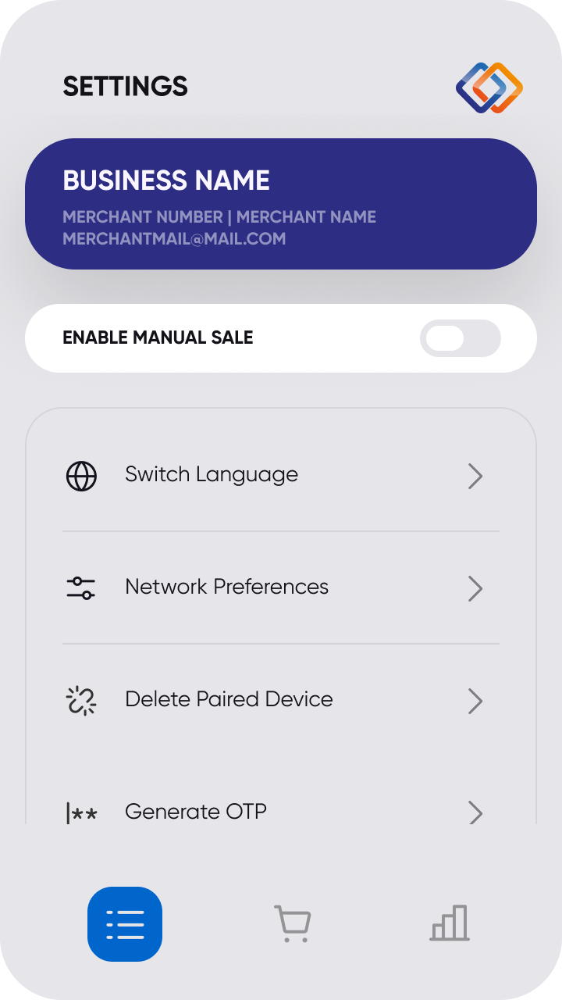 SETTINGS
BUSINESS NAME
MERCHANT NUMBER | MERCHANT NAME
MERCHANTMAIL@MAIL.COM
ENABLE MANUAL SALE
Switch Language
Network Preferences
Delete Paired Device
Generate OTP